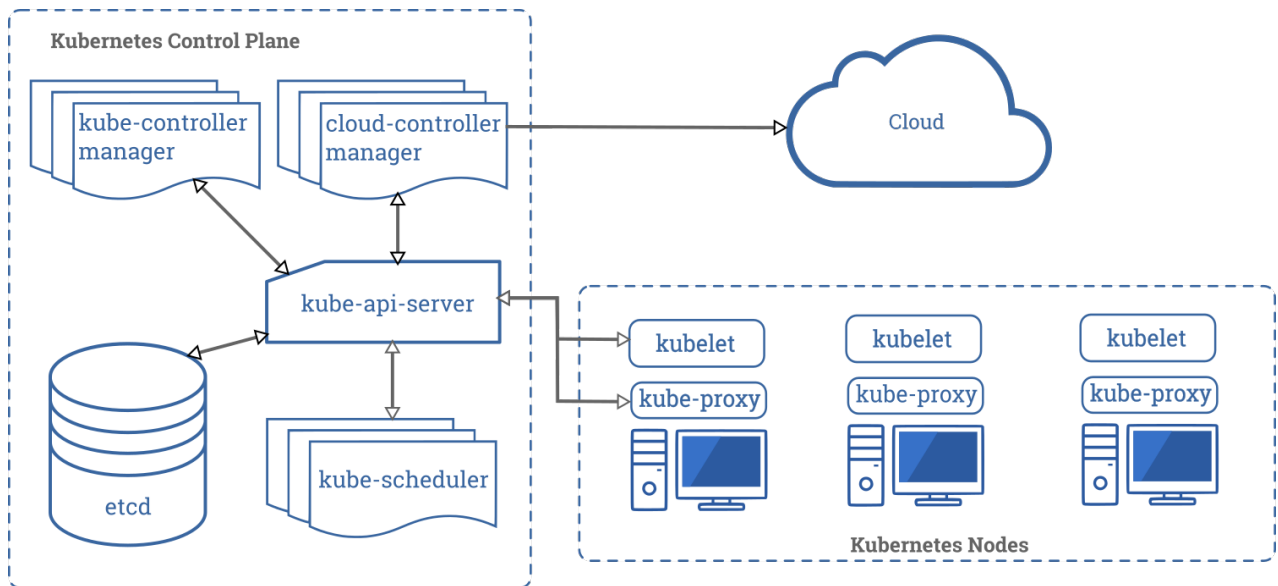 Kubernetes Control Plane
kube-controller
manager
cloud-controller
manager
Cloud
kube-api-server
etcd
kube-scheduler
kubelet
kubelet
kubelet
kube-proxy
kube-proxy
kube-proxy
Kubernetes Nodes